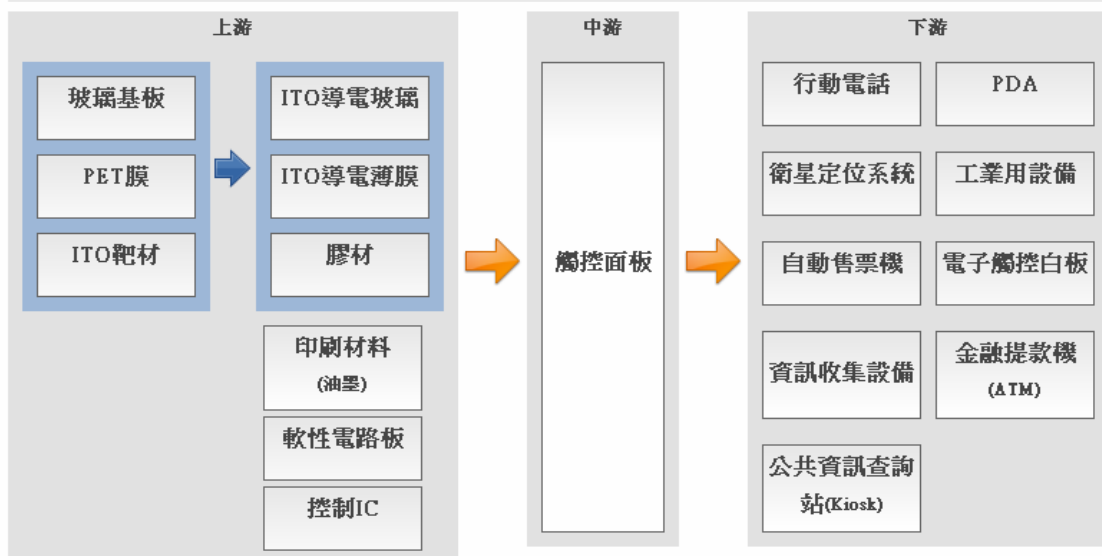 上游
玻璃基板
PET膜
ITO靶材
ITO導電玻璃
ITO導電薄膜
膠材
印刷材料
(油墨)
軟性電路板
控制IC
中游
觸控面板
下游
行動電話
PDA
衛星定位系統
工業用設備
自動售票機
電子觸控白板
資訊收集設備
金融提款機
(ATM)
公共資訊查詢
站(Kiosk)